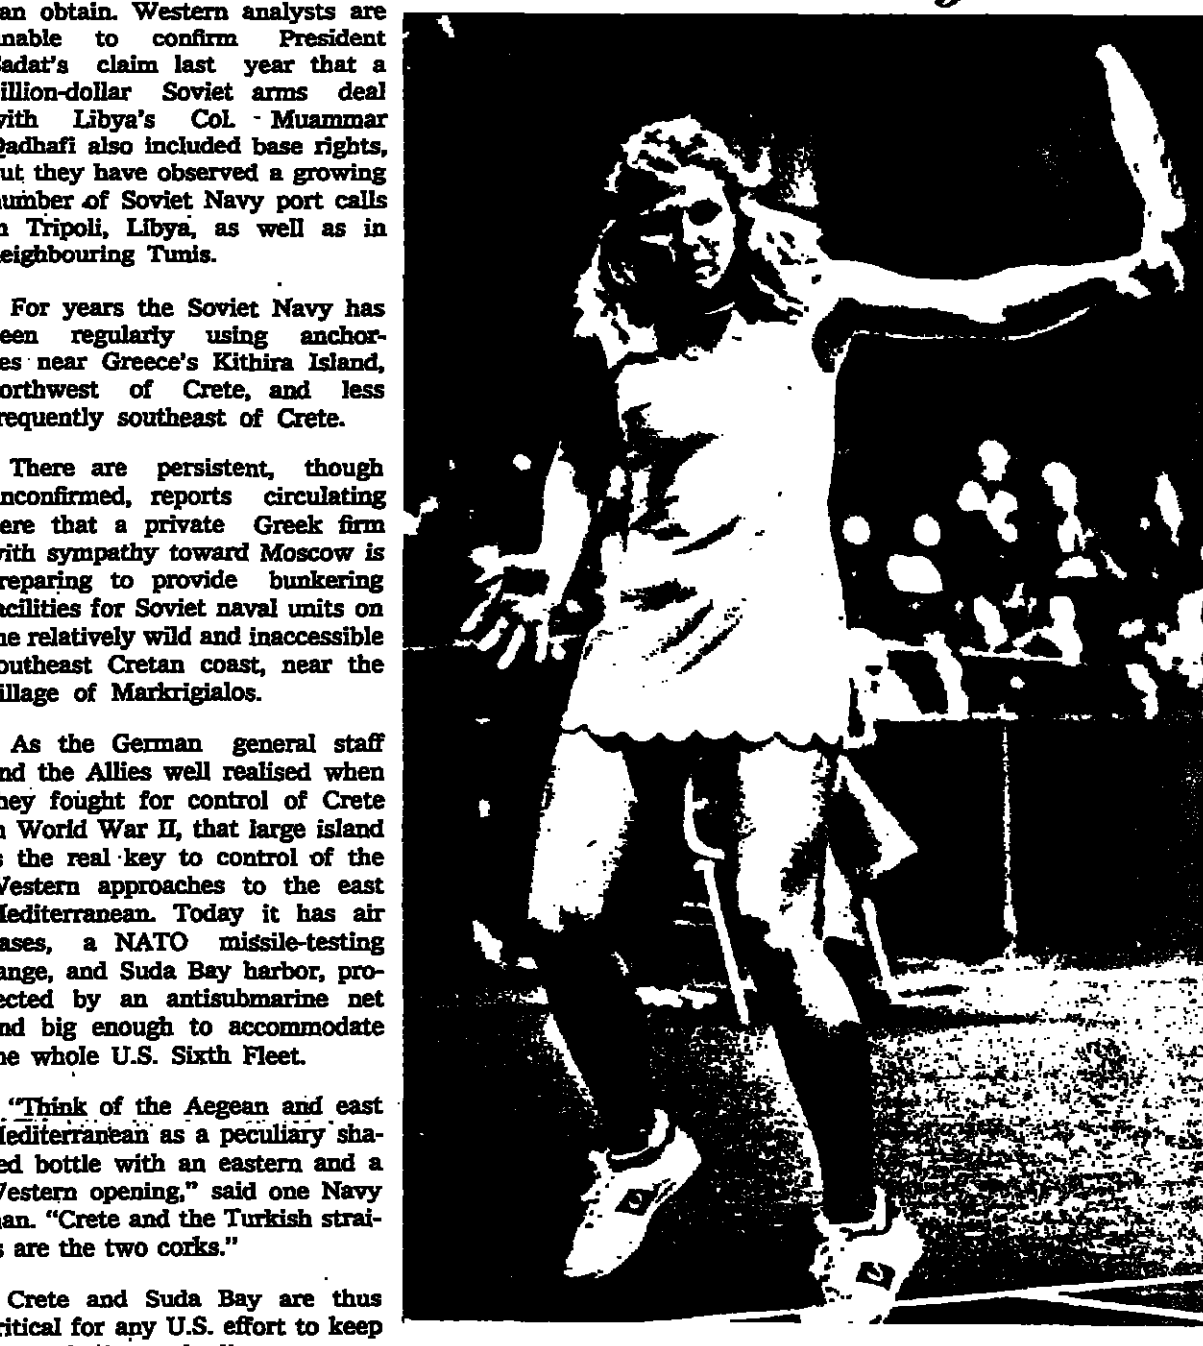 an obtain. Western analysts are
nable to confirm President
adat's claim last year that a
illion-dollar Soviet arms deal
ith Libya's Col. Muammar
adhafi also included base rights,
ut they have observed a growing
umber of Soviet Navy port calls
n Tripoli, Libya, as well as in
eighbouring Tunis.
For years the Soviet Navy has
een regularly using anchor-
es near Greece's Kithira Island,
orthwest of Crete, and less
requently southeast of Crete.
There are persistent, though
nconfirmed, reports circulating
ere that a private Greek firm
ith sympathy toward Moscow is
reparing to provide bunkering
acilities for Soviet naval units on
he relatively wild and inaccessible
outheast Cretan coast, near the
illage of Markrigialos.
As the German general staff
nd the Allies well realised when
hey fought for control of Crete
n World War II, that large island
s the real key to control of the
Western approaches to the east
Mediterranean. Today it has air
ases, a NATO missile-testing
ange, and Suda Bay harbor, pro-
ected by an antisubmarine net
nd big enough to accommodate
he whole U.S. Sixth Fleet.
"Think of the Aegean and east
Mediterranean as a peculiary sha-
ed bottle with an eastern and a
Western opening," said one Navy
an. "Crete and the Turkish strai-
s are the two corks."
Crete and Suda Bay are thus
ritical for any U.S. effort to keep